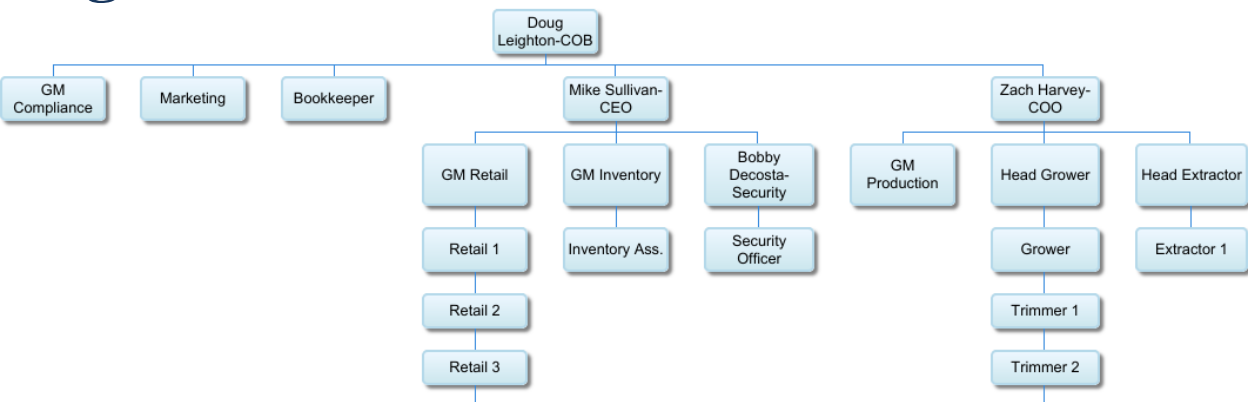 Doug
Leighton-COB
GM
Compliance
Marketing
Bookkeeper
Mike Sullivan-
CEO
Zach Harvey-
COO
GM Retail
GM Inventory
Bobby
Decosta-
Security
GM
Production
Head Grower
Head Extractor
Retail 1
Inventory Ass.
Security
Officer
Grower
Extractor 1
Retail 2
Trimmer 1
Retail 3
Trimmer 2